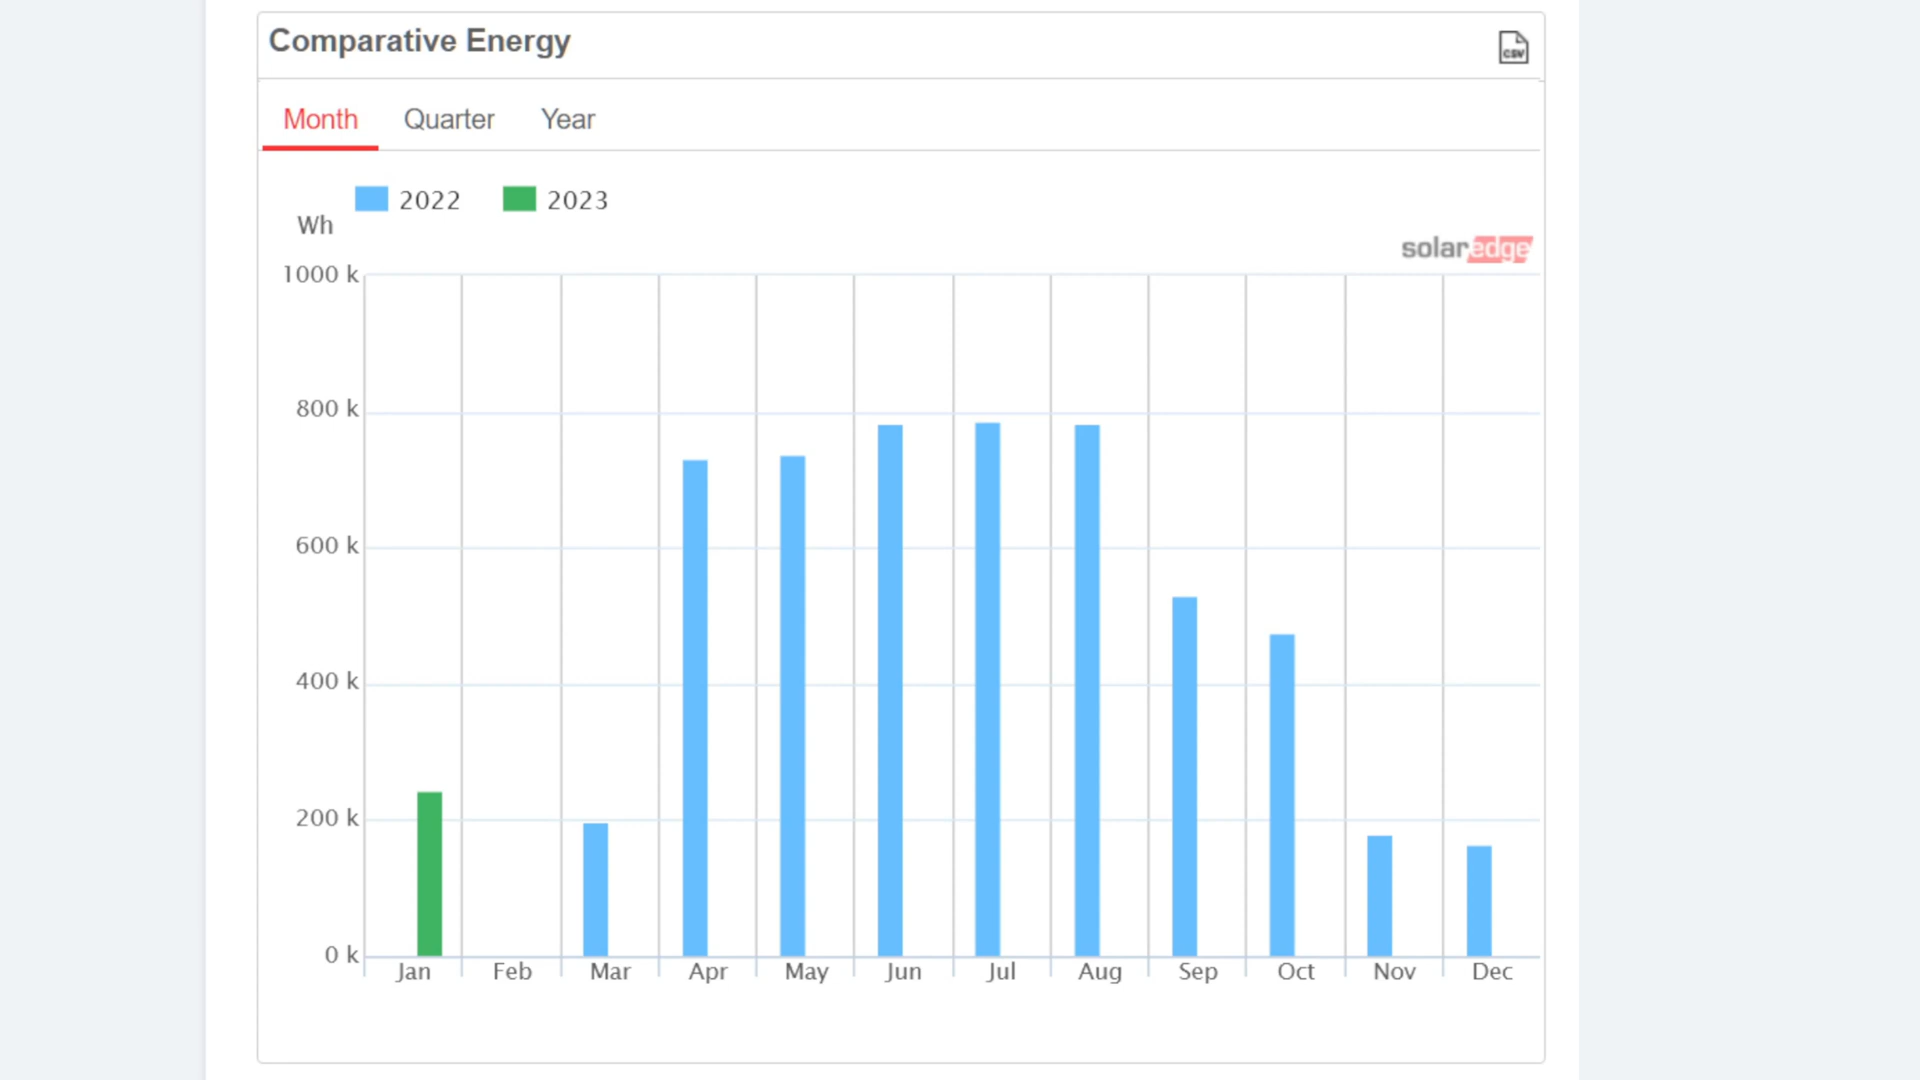 Comparative Energy
CSV
Month Quarter Year
2022 2023
Wh
solaredge
1000 k
800 k
600 k
400 k
200 k
0 k
Jan Feb Mar Apr May Jun Jul Aug Sep Oct Nov Dec